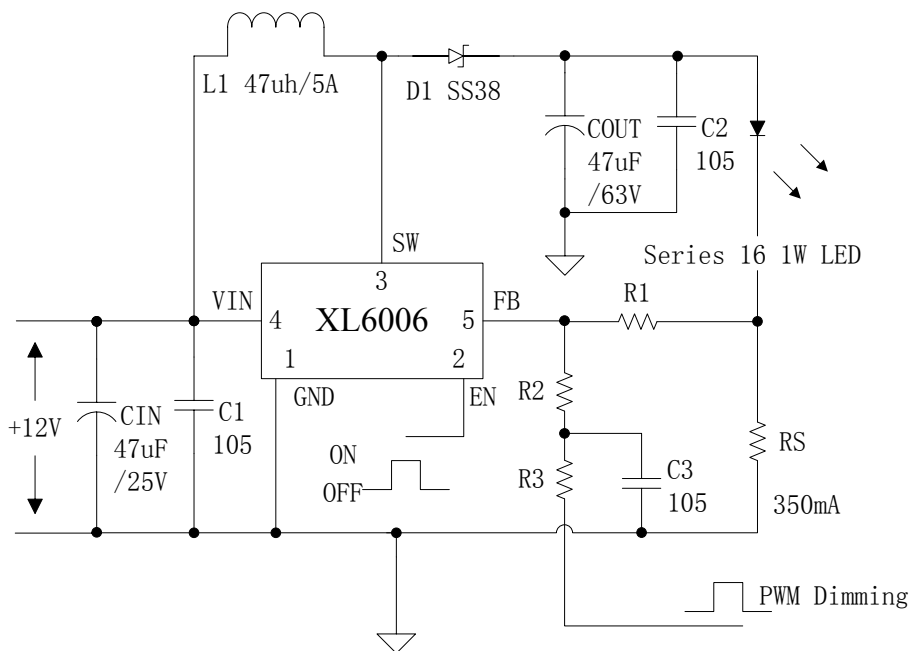 L1 47uh/5A
D1 SS38
COUT
47uF
/63V
C2
105
SW
Series 16 1W LED
VIN
3
FB
R1
4
XL6006
5
1
2
GND
EN
R2
+12V
CIN
47uF
/25V
C1
105
ON
OFF
R3
C3
105
RS
350mA
PWM Dimming